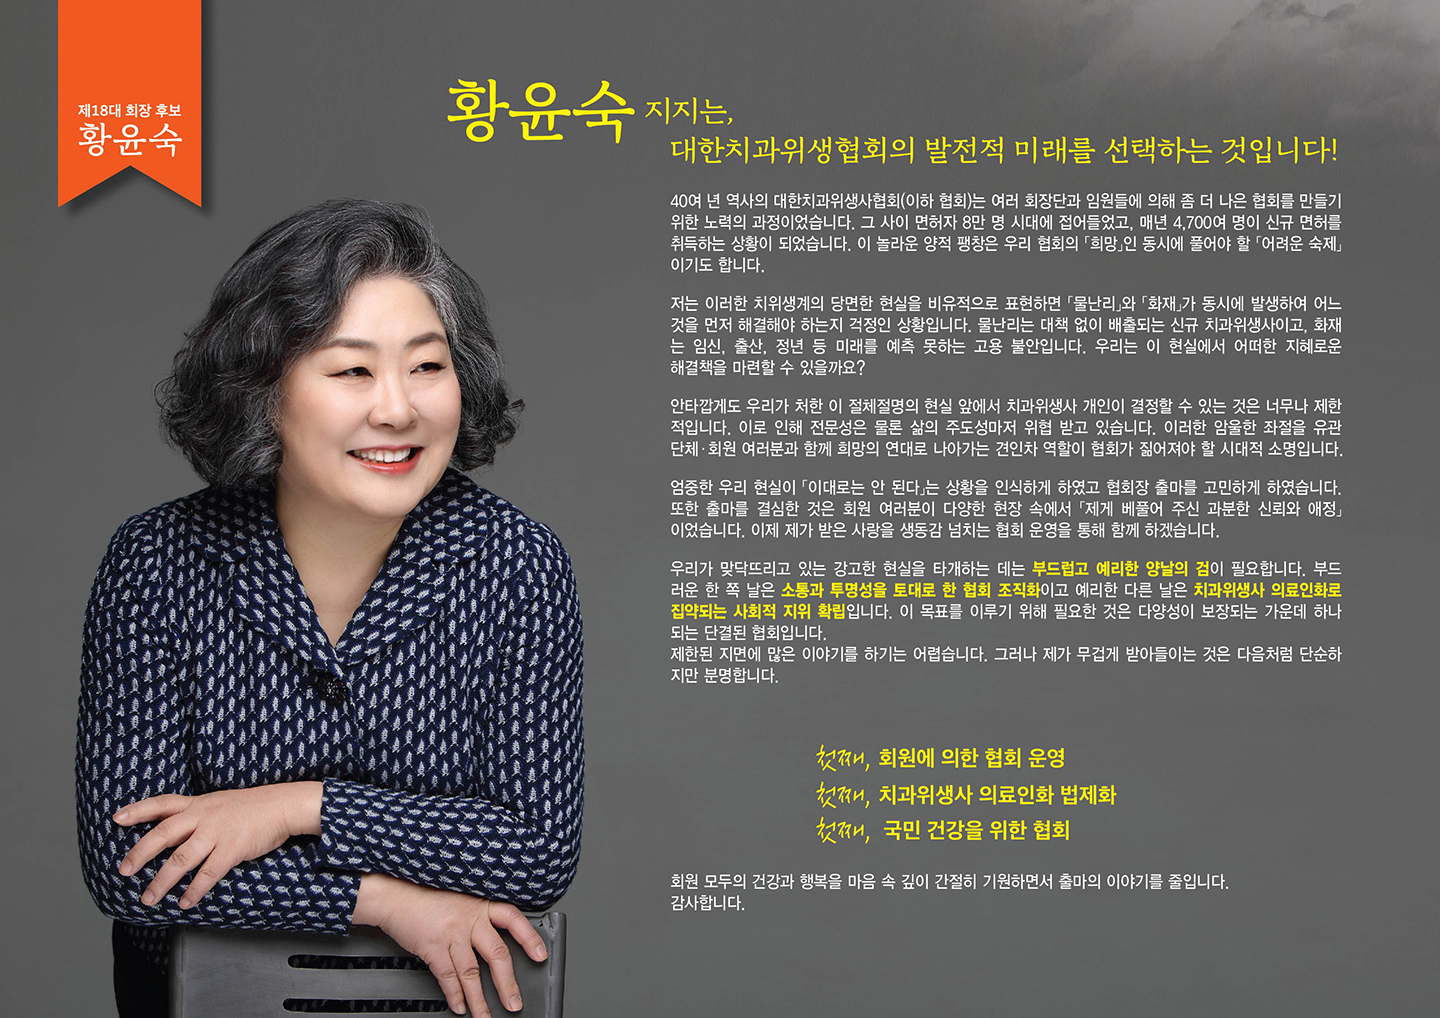 제18대 회장 후보
황윤숙
황윤숙 지지는,
대한치과위생협회의 발전적 미래를 선택하는 것입니다!
40여 년 역사의 대한치과위생사협회(이하 협회)는 여러 회장단과 임원들에 의해 좀 더 나은 협회를 만들기
위한 노력의 과정이었습니다. 그 사이 면허자 8만 명 시대에 접어들었고, 매년 4,700여 명이 신규 면허를
취득하는 상황이 되었습니다. 이 놀라운 양적 팽창은 우리 협회의 「희망」인 동시에 풀어야 할 「어려운 숙제」
이기도 합니다.
저는 이러한 치위생계의 당면한 현실을 비유적으로 표현하면 「물난리」와 「화재」가 동시에 발생하여 어느
것을 먼저 해결해야 하는지 걱정인 상황입니다. 물난리는 대책 없이 배출되는 신규 치과위생사이고, 화재
는 임신, 출산, 정년 등 미래를 예측 못하는 고용 불안입니다. 우리는 이 현실에서 어떠한 지혜로운
해결책을 마련할 수 있을까요?
안타깝게도 우리가 처한 이 절체절명의 현실 앞에서 치과위생사 개인이 결정할 수 있는 것은 너무나 제한
적입니다. 이로 인해 전문성은 물론 삶의 주도성마저 위협 받고 있습니다. 이러한 암울한 좌절을 유관
단체·회원 여러분과 함께 희망의 연대로 나아가는 견인차 역할이 협회가 짊어져야 할 시대적 소명입니다.
엄중한 우리 현실이 「이대로는 안 된다」는 상황을 인식하게 하였고 협회장 출마를 고민하게 하였습니다.
또한 출마를 결심한 것은 회원 여러분이 다양한 현장 속에서 「제게 베풀어 주신 과분한 신뢰와 애정」
이었습니다. 이제 제가 받은 사랑을 생동감 넘치는 협회 운영을 통해 함께 하겠습니다.
우리가 맞닥뜨리고 있는 강고한 현실을 타개하는 데는 부드럽고 예리한 양날의 검이 필요합니다. 부드
러운 한 쪽 날은 소통과 투명성을 토대로 한 협회 조직화이고 예리한 다른 날은 치과위생사 의료인화로
집약되는 사회적 지위 확립입니다. 이 목표를 이루기 위해 필요한 것은 다양성이 보장되는 가운데 하나
되는 단결된 협회입니다.
제한된 지면에 많은 이야기를 하기는 어렵습니다. 그러나 제가 무겁게 받아들이는 것은 다음처럼 단순하
지만 분명합니다.
첫째, 회원에 의한 협회 운영
첫째, 치과위생사 의료인화 법제화
첫째, 국민 건강을 위한 협회
회원 모두의 건강과 행복을 마음 속 깊이 간절히 기원하면서 출마의 이야기를 줄입니다.
감사합니다.